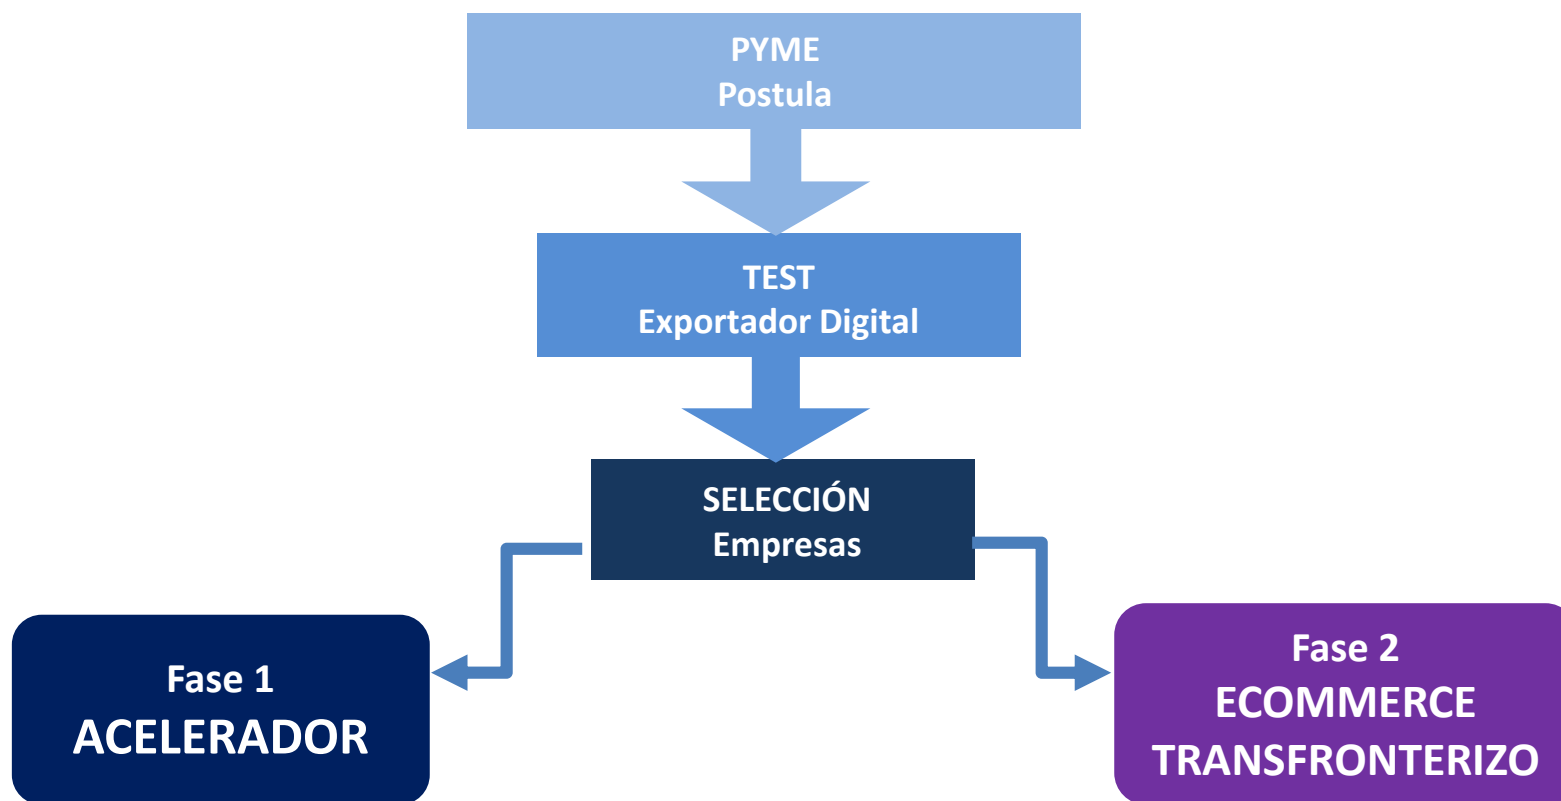 PYME
Postula
TEST
Exportador Digital
SELECCIÓN
Empresas
Fase 1
ACELERADOR
Fase 2
ECOMMERCE
TRANSFRONTERIZO